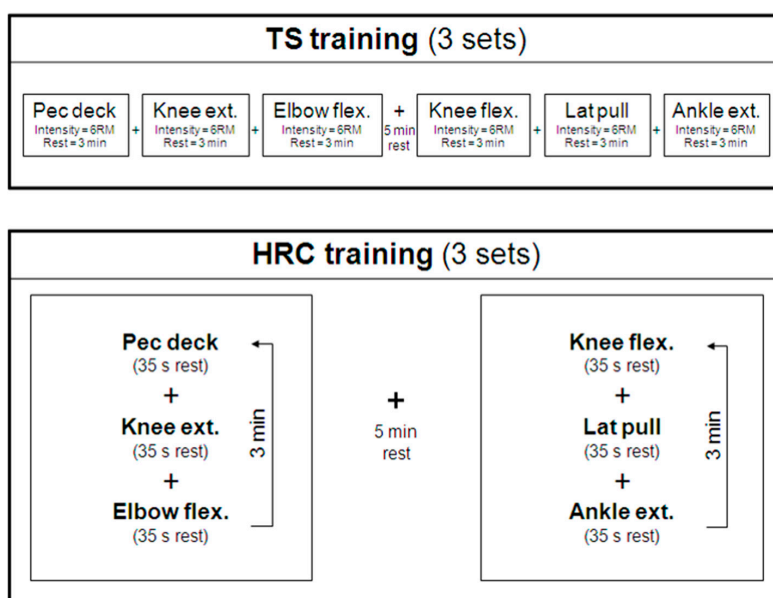 TS training (3 sets)
Pec deck
Intensity = 6RM
Rest = 3 min
+
Knee ext.
Intensity = 6RM
Rest = 3 min
+
Elbow flex.
Intensity = 6RM
Rest = 3 min
+
5 min
rest
Knee flex.
Intensity = 6RM
Rest = 3 min
+
Lat pull
Intensity = 6RM
Rest = 3 min
+
Ankle ext.
Intensity = 6RM
Rest = 3 min
HRC training (3 sets)
Pec deck
(35 s rest)
+
Knee ext.
(35 s rest)
+
Elbow flex.
(35 s rest)
3 min
+
5 min
rest
Knee flex.
(35 s rest)
+
Lat pull
(35 s rest)
+
Ankle ext.
(35 s rest)
3 min